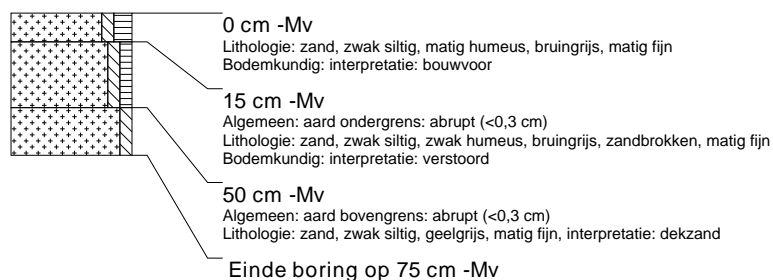 0 cm -Mv
Lithologie: zand, zwak siltig, matig humeus, bruingrijs, matig fijn
Bodemkundig: interpretatie: bouwvoor
15 cm -Mv
Algemeen: aard ondergrens: abrupt (<0,3 cm)
Lithologie: zand, zwak siltig, zwak humeus, bruingrijs, zandbrokken, matig fijn
Bodemkundig: interpretatie: verstoord
50 cm -Mv
Algemeen: aard bovengrens: abrupt (<0,3 cm)
Lithologie: zand, zwak siltig, geelgrijs, matig fijn, interpretatie: dekzand
Einde boring op 75 cm -Mv